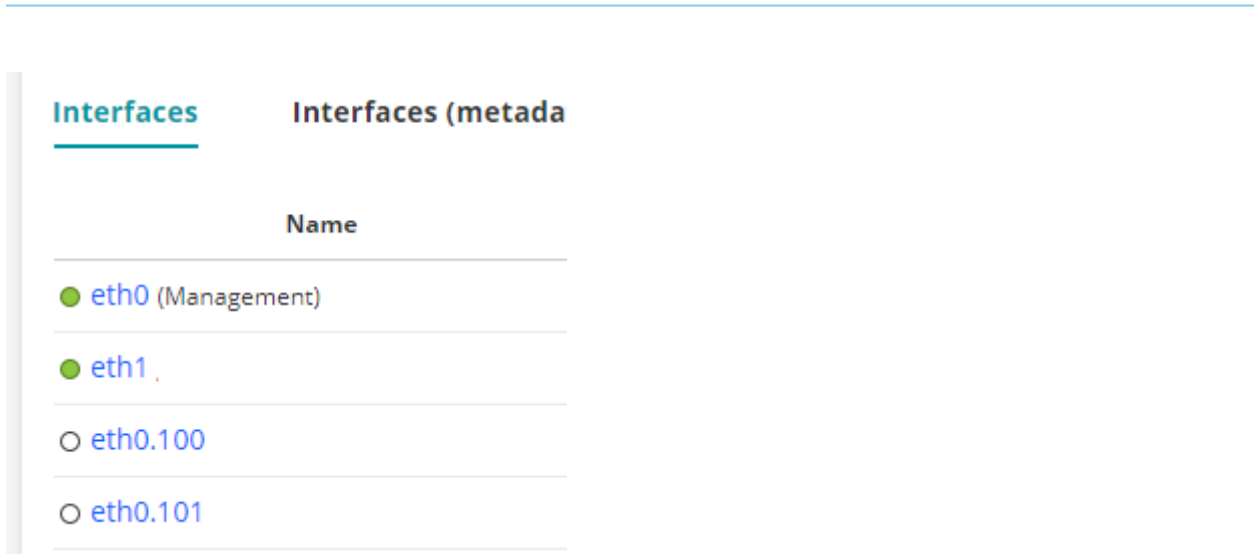 Interfaces Interfaces (metada
Name
eth0 (Management)
eth1
eth0.100
eth0.101